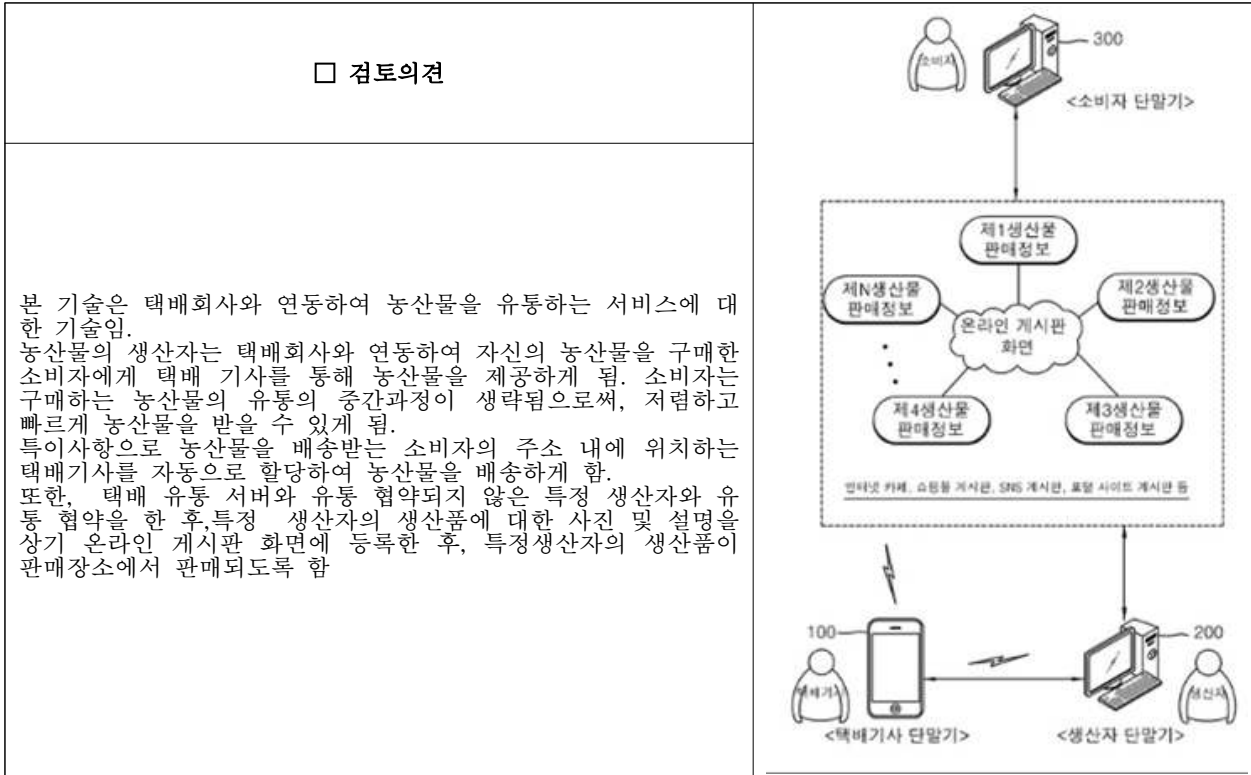 □ 검토의견
본 기술은 택배회사와 연동하여 농산물을 유통하는 서비스에 대
한 기술임.
농산물의 생산자는 택배회사와 연동하여 자신의 농산물을 구매한
소비자에게 택배 기사를 통해 농산물을 제공하게 됨. 소비자는
구매하는 농산물의 유통의 중간과정이 생략됨으로써, 저렴하고
빠르게 농산물을 받을 수 있게 됨.
특이사항으로 농산물을 배송받는 소비자의 주소 내에 위치하는
택배기사를 자동으로 할당하여 농산물을 배송하게 함.
또한, 택배 유통 서버와 유통 협약되지 않은 특정 생산자와 유
통 협약을 한 후,특정 생산자의 생산품에 대한 사진 및 설명을
상기 온라인 게시판 화면에 등록한 후, 특정생산자의 생산품이
판매장소에서 판매되도록 함
300
소비자
<소비자 단말기>
제1생산물
판매정보
제N생산물
판매정보
제2생산물
판매정보
온라인 게시판
화면
제4생산물
판매정보
제3생산물
판매정보
인터넷 카페, 쇼핑몰 게시판, SNS 게시판, 포털 사이트 게시판 등
100
200
택배기사
생산자
<택배기사 단말기>
<생산자 단말기>